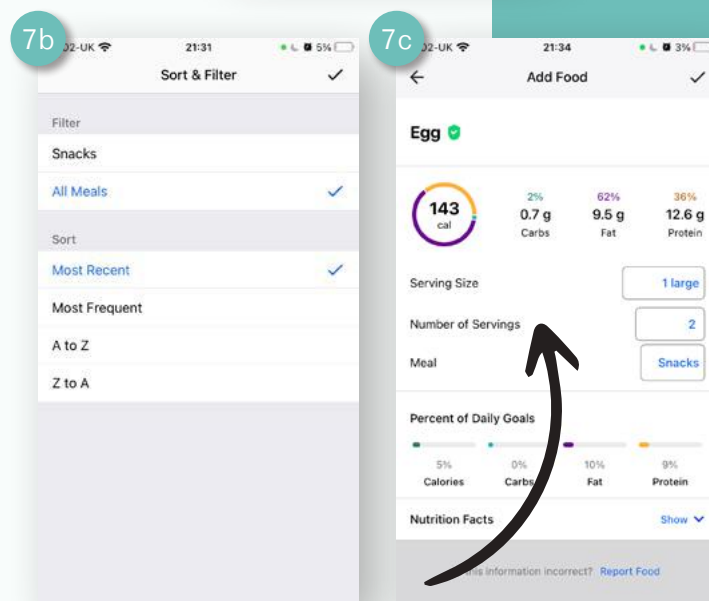 7b
O2-UK 21:31 5%
Sort & Filter
Filter
Snacks
All Meals
Sort
Most Recent
Most Frequent
A to Z
Z to A
7c
O2-UK 21:34 3%
Add Food
Egg
143
cal
2% 62% 36%
0.7 g 9.5 g 12.6 g
Carbs Fat Protein
Serving Size 1 large
Number of Servings 2
Meal Snacks
Percent of Daily Goals
5% 0% 10% 9%
Calories Carbs Fat Protein
Nutrition Facts Show
this information incorrect? Report Food